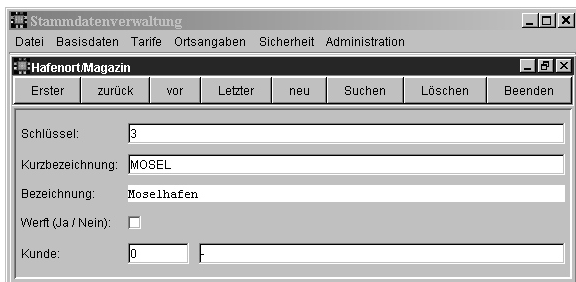 Stammdatenverwaltung
Datei Basisdaten Tarife Ortsangaben Sicherheit Administration
Hafenort/Magazin
Erster zurück vor Letzter neu Suchen Löschen Beenden
Schlüssel: 3
Kurzbezeichnung: MOSEL
Bezeichnung: Moselhafen
Werft (Ja / Nein):
Kunde: 0 -